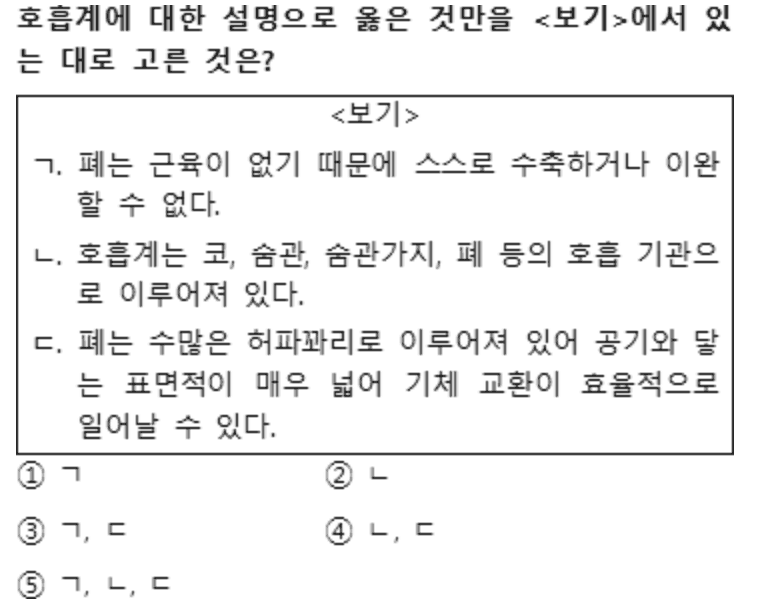 호흡계에 대한 설명으로 옳은 것만을 <보기>에서 있
는 대로 고른 것은?
<보기>
ㄱ. 폐는 근육이 없기 때문에 스스로 수축하거나 이완
할 수 없다.
ㄴ. 호흡계는 코, 숨관, 숨관가지, 폐 등의 호흡 기관으
로 이루어져 있다.
ㄷ. 폐는 수많은 허파꽈리로 이루어져 있어 공기와 닿
는 표면적이 매우 넓어 기체 교환이 효율적으로
일어날 수 있다.
① ㄱ ② ㄴ
③ ㄱ, ㄷ ④ ㄴ, ㄷ
⑤ ㄱ, ㄴ, ㄷ